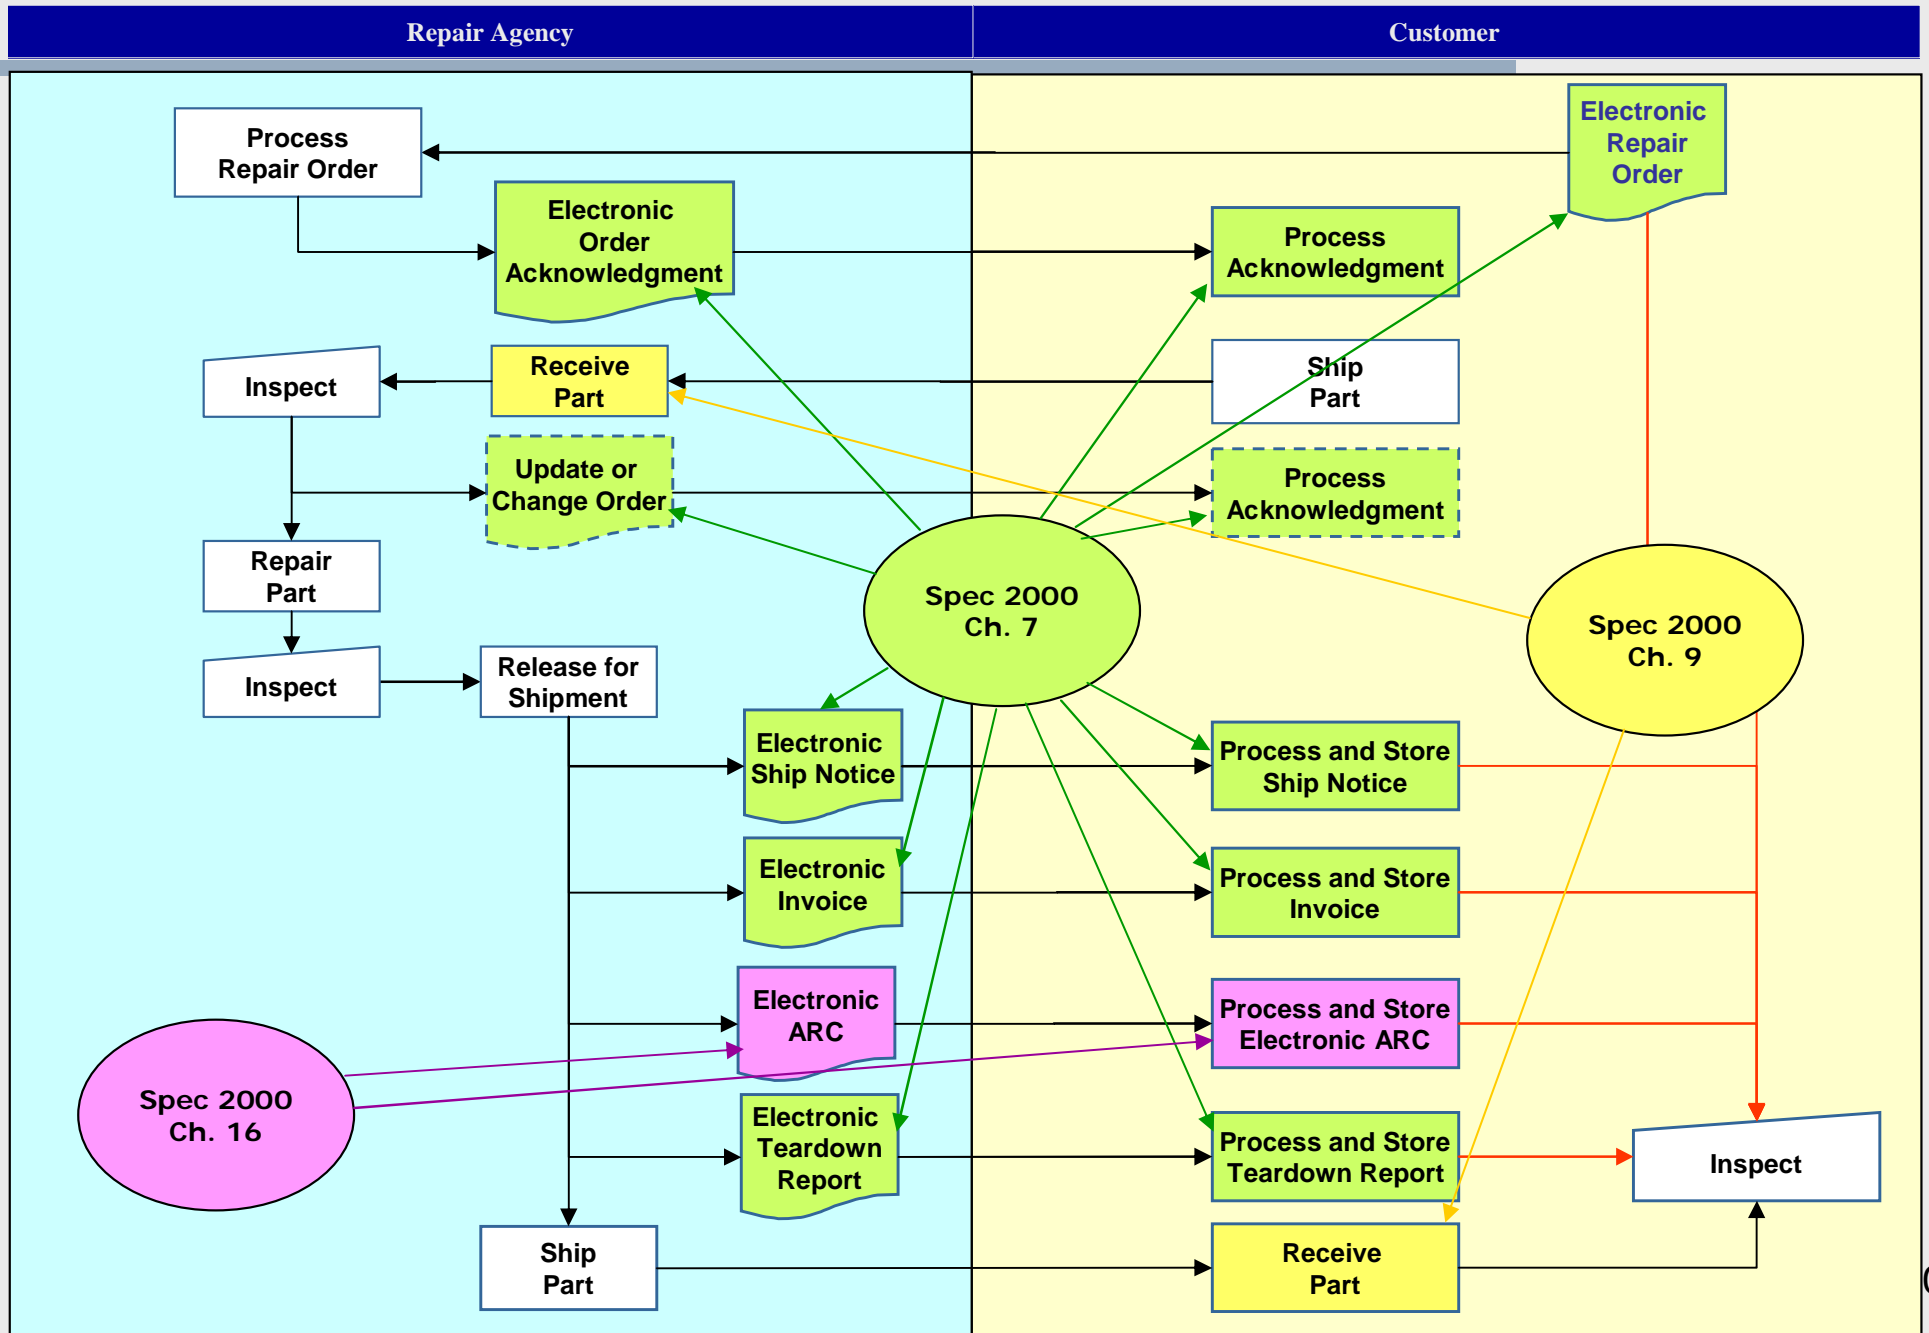 Repair Agency
Customer
Process
Repair Order
Electronic
Repair
Order
Electronic
Order
Acknowledgment
Process
Acknowledgment
Inspect
Receive
Part
Ship
Part
Update or
Change Order
Process
Acknowledgment
Repair
Part
Spec 2000
Ch. 7
Spec 2000
Ch. 9
Inspect
Release for
Shipment
Electronic
Ship Notice
Process and Store
Ship Notice
Electronic
Invoice
Process and Store
Invoice
Electronic
ARC
Process and Store
Electronic ARC
Spec 2000
Ch. 16
Electronic
Teardown
Report
Process and Store
Teardown Report
Inspect
Ship
Part
Receive
Part